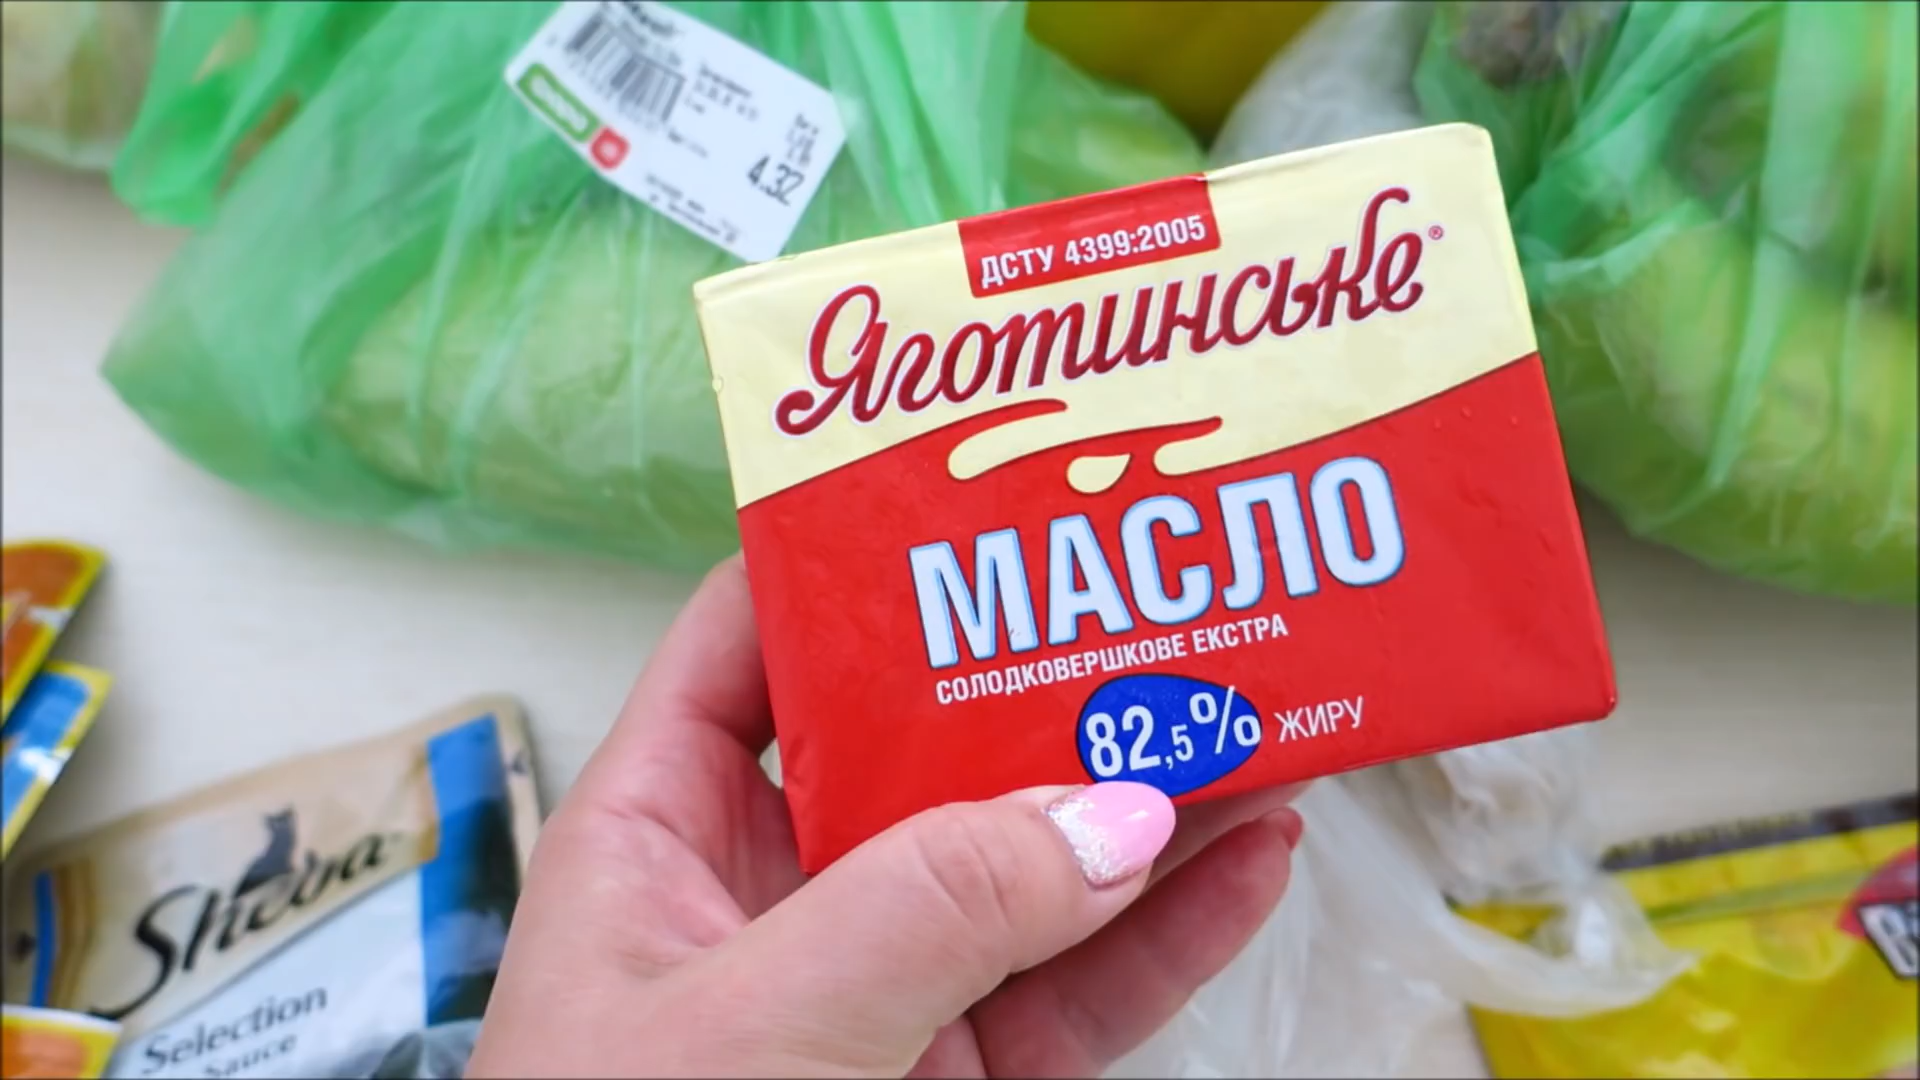 4.32
ДСТУ 4399:2005
Яготинське®
МАСЛО
СОЛОДКОВЕРШКОВЕ ЕКСТРА
82,5% ЖИРУ
Sheba
Selection
Sauce